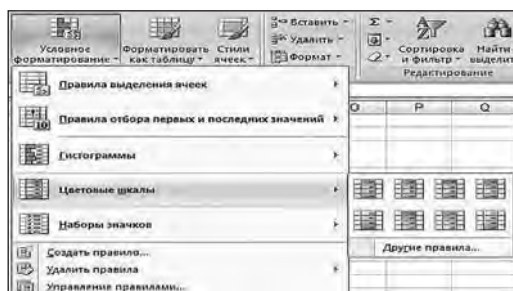 Условное форматирование
Форматировать как таблицу
Стили ячеек
Вставить
Удалить
Формат
Σ
Сортировка и фильтр
Найти выделит
Редактирование
O P Q
Правила выделения ячеек
Правила отбора первых и последних значений
Гистограммы
Цветовые шкалы
Наборы значков
Другие правила...
Создать правило...
Удалить правила
Управление правилами...